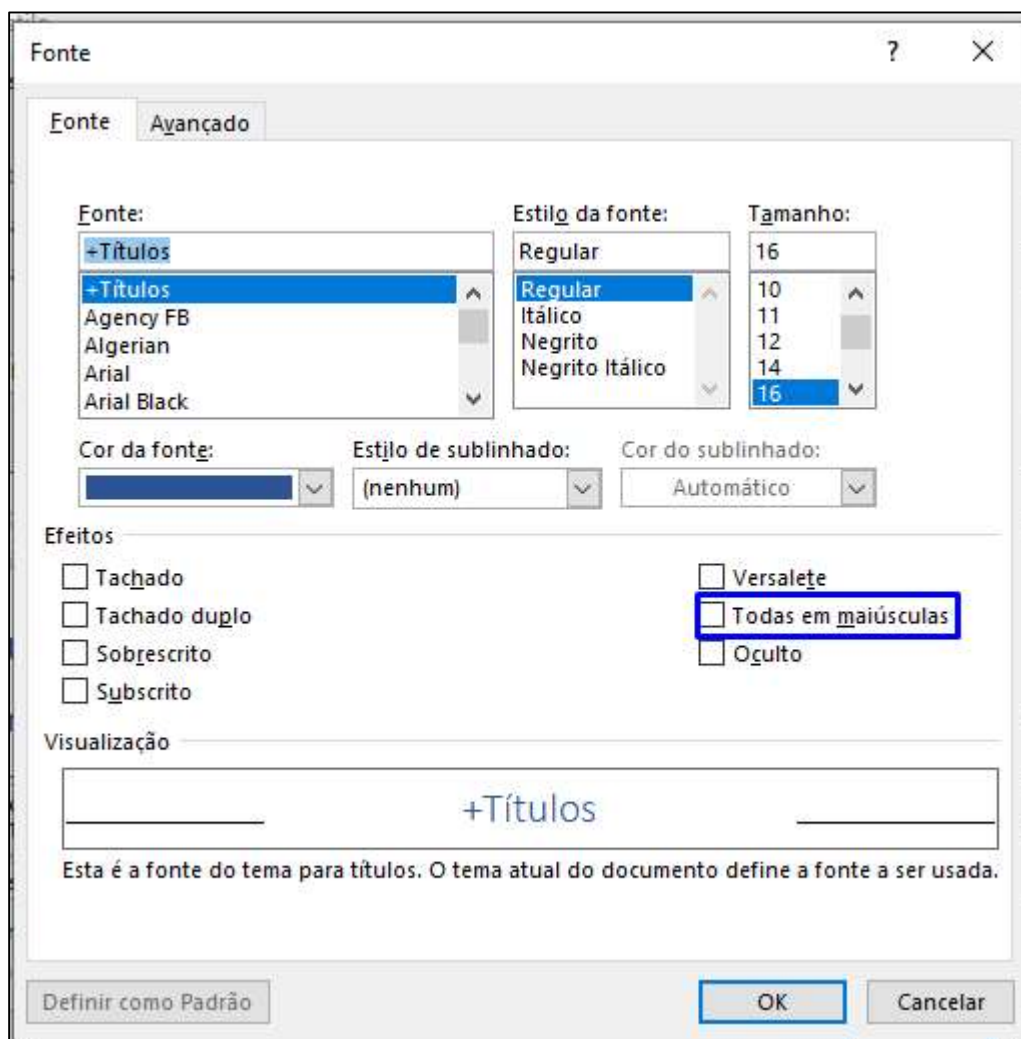 Fonte ?
Fonte Avançado
Fonte: Estilo da fonte: Tamanho:
+Títulos Regular 16
+Títulos Regular 10
Agency FB Itálico 11
Algerian Negrito 12
Arial Negrito Itálico 14
Arial Black 16
Cor da fonte: Estilo de sublinhado: Cor do sublinhado:
(nenhum) Automático
Efeitos
Tachado Versalete
Tachado duplo Todas em maiúsculas
Sobrescrito Oculto
Subscrito
Visualização
+Títulos
Esta é a fonte do tema para títulos. O tema atual do documento define a fonte a ser usada.
Definir como Padrão OK Cancelar